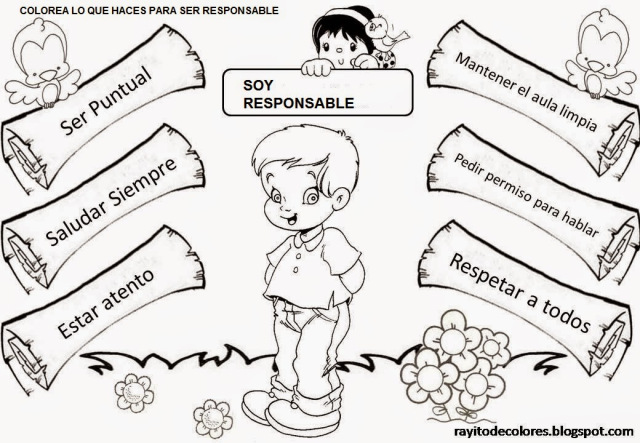 COLOREA LO QUE HACES PARA SER RESPONSABLE
SOY
RESPONSABLE
Ser Puntual
Saludar Siempre
Estar atento
Mantener el aula limpia
Pedir permiso para hablar
Respetar a todos
rayitodecolores.blogspot.com